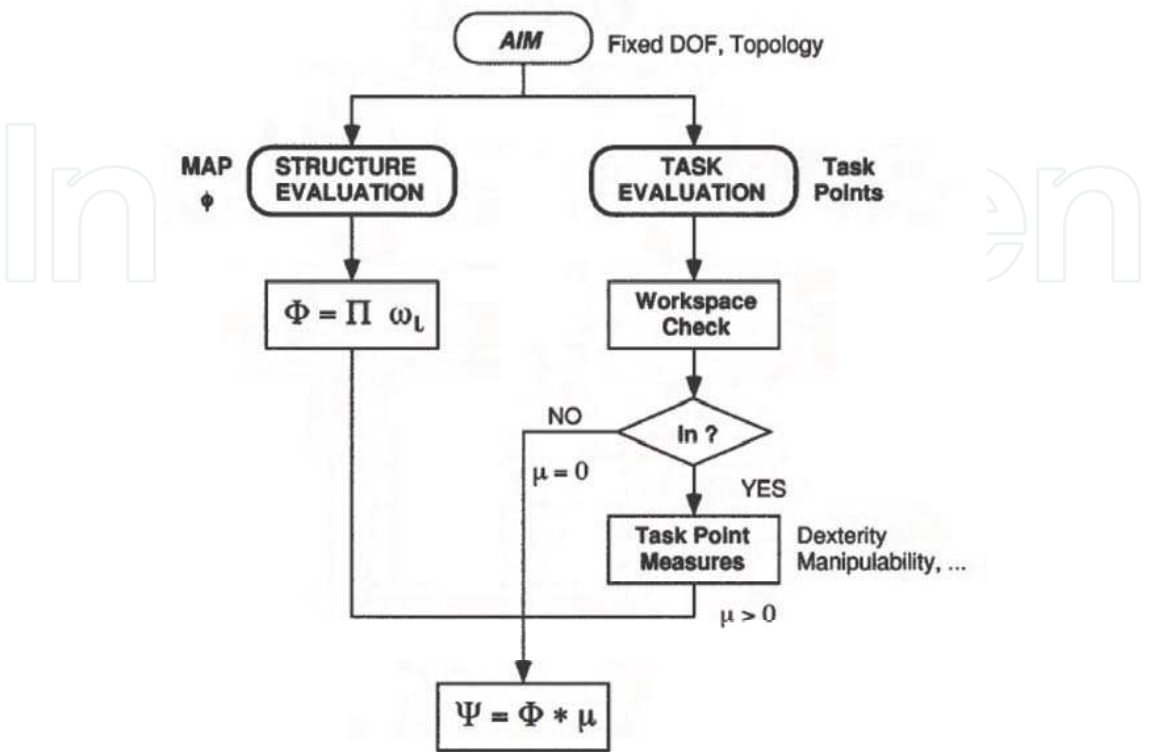 AIM
Fixed DOF, Topology
MAP
ϕ
STRUCTURE
EVALUATION
TASK
EVALUATION
Task
Points
Φ = Π ω_ι
Workspace
Check
In ?
NO
μ = 0
YES
Task Point
Measures
Dexterity
Manipulability, ...
μ > 0
Ψ = Φ * μ